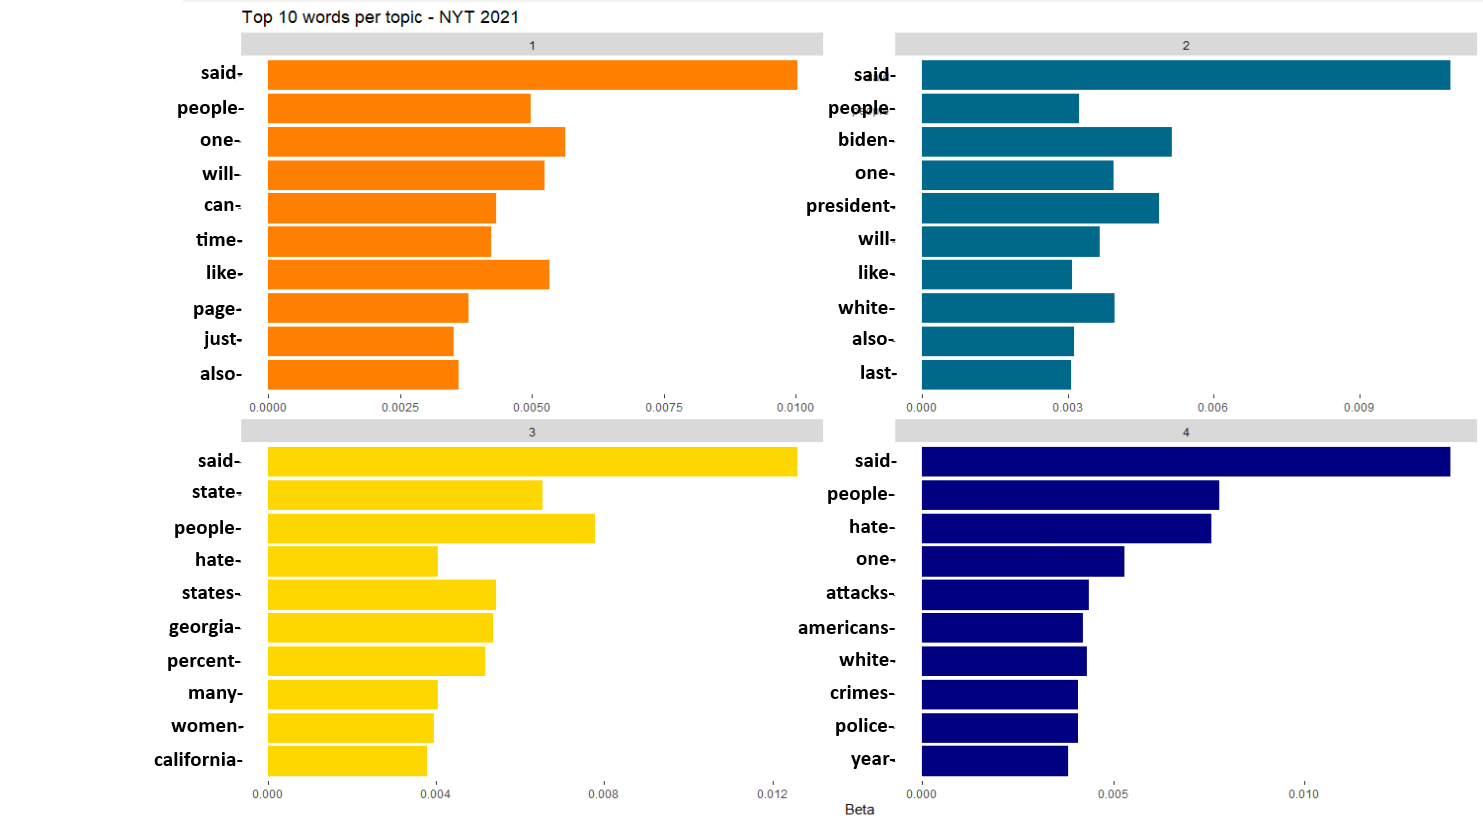 Top 10 words per topic - NYT 2021
1
said-
people-
one-
will-
can-
time-
like-
page-
just-
also-
0.0000 0.0025 0.0050 0.0075 0.0100
2
said-
people-
biden-
one-
president-
will-
like-
white-
also-
last-
0.000 0.003 0.006 0.009
3
said-
state-
people-
hate-
states-
georgia-
percent-
many-
women-
california-
0.000 0.004 0.008 0.012
4
said-
people-
hate-
one-
attacks-
americans-
white-
crimes-
police-
year-
0.000 0.005 0.010
Beta